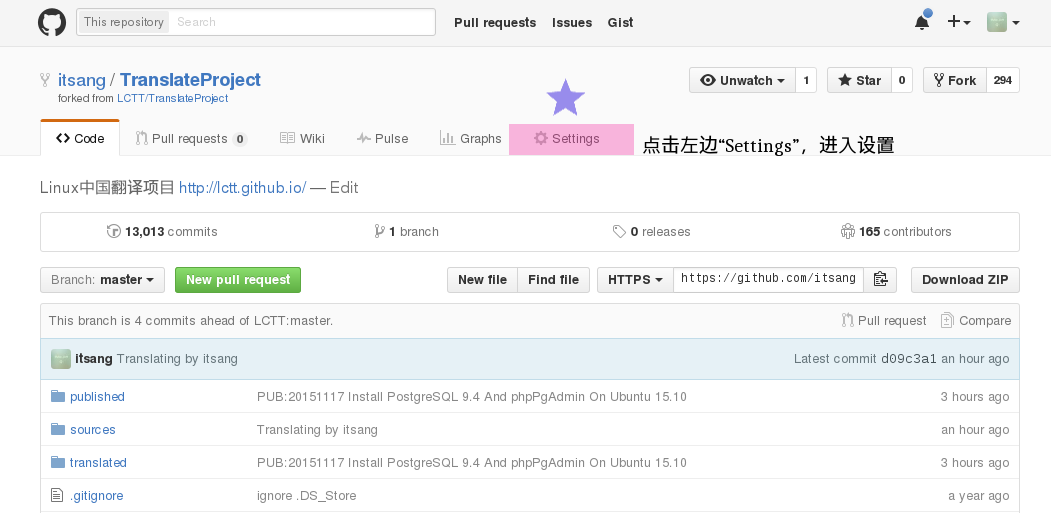 This repository Search Pull requests Issues Gist
itsang / TranslateProject Unwatch 1 Star 0 Fork 294
forked from LCTT/TranslateProject
Code Pull requests 0 Wiki Pulse Graphs Settings 点击左边“Settings”，进入设置
Linux中国翻译项目 http://lctt.github.io/ — Edit
13,013 commits 1 branch 0 releases 165 contributors
Branch: master New pull request New file Find file HTTPS https://github.com/itsang Download ZIP
This branch is 4 commits ahead of LCTT:master. Pull request Compare
itsang Translating by itsang Latest commit d09c3a1 an hour ago
published PUB:20151117 Install PostgreSQL 9.4 And phpPgAdmin On Ubuntu 15.10 3 hours ago
sources Translating by itsang an hour ago
translated PUB:20151117 Install PostgreSQL 9.4 And phpPgAdmin On Ubuntu 15.10 3 hours ago
.gitignore ignore .DS_Store a year ago